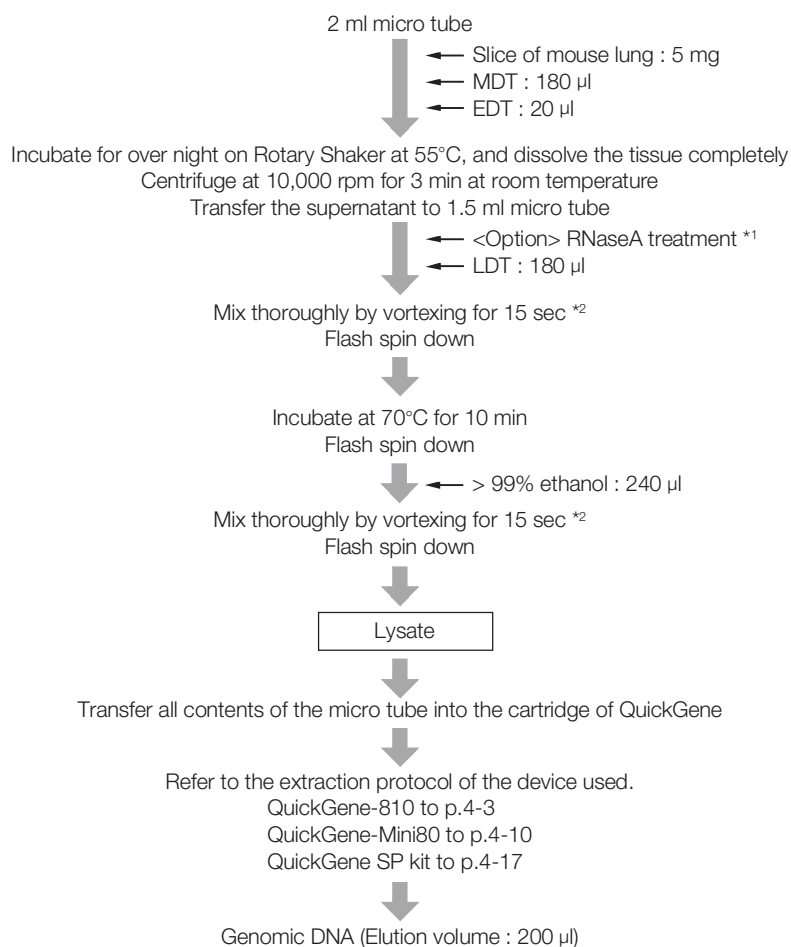 2 ml micro tube
Slice of mouse lung : 5 mg
MDT : 180 µl
EDT : 20 µl
Incubate for over night on Rotary Shaker at 55°C, and dissolve the tissue completely
Centrifuge at 10,000 rpm for 3 min at room temperature
Transfer the supernatant to 1.5 ml micro tube
<Option> RNaseA treatment *1
LDT : 180 µl
Mix thoroughly by vortexing for 15 sec *2
Flash spin down
Incubate at 70°C for 10 min
Flash spin down
> 99% ethanol : 240 µl
Mix thoroughly by vortexing for 15 sec *2
Flash spin down
Lysate
Transfer all contents of the micro tube into the cartridge of QuickGene
Refer to the extraction protocol of the device used.
QuickGene-810 to p.4-3
QuickGene-Mini80 to p.4-10
QuickGene SP kit to p.4-17
Genomic DNA (Elution volume : 200 µl)